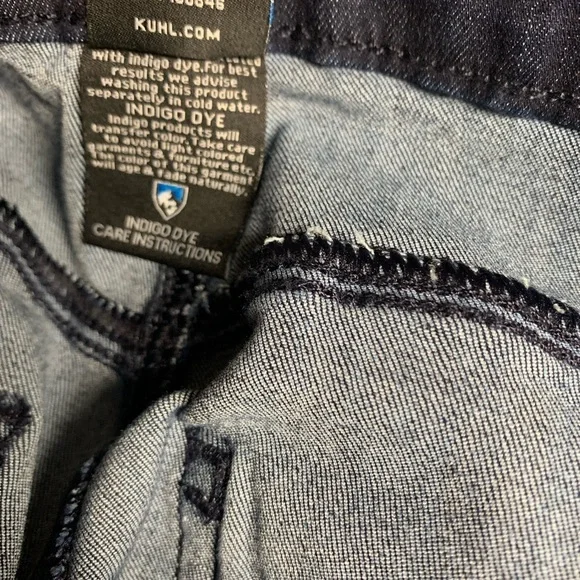 KUHL.COM
with indigo dye.For best
results we advise
washing this product
separately in cold water.
INDIGO DYE
Indigo products will
transfer color. Take care
to avoid light colored
garments & furniture etc.
The color of this garment
age & fade naturally.
INDIGO DYE
CARE INSTRUCTIONS